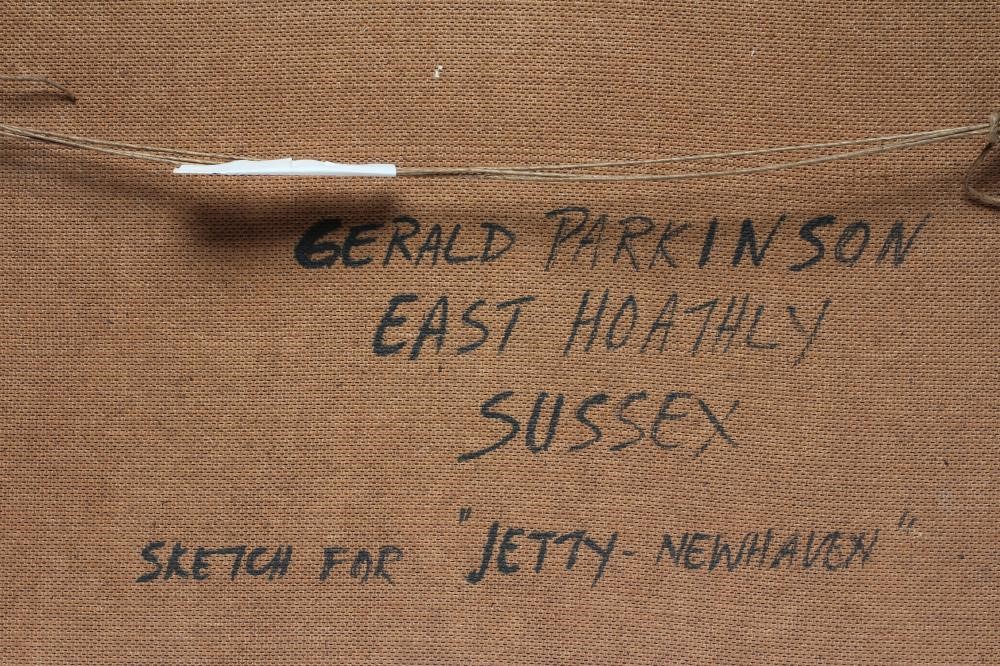 GERALD PARKINSON
EAST HOATHLY
SUSSEX
SKETCH FOR "JETTY - NEWHAVEN"